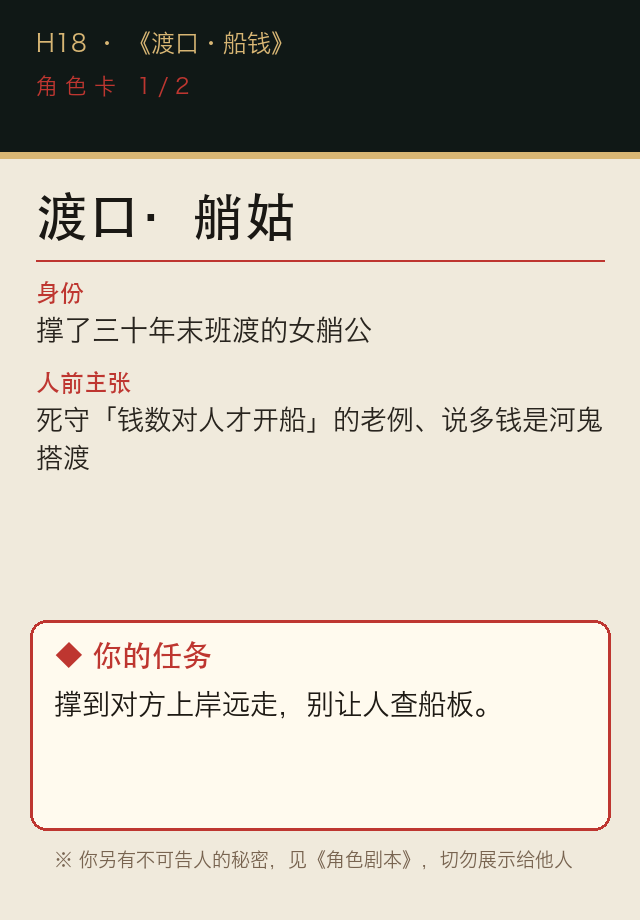 H18 · 《渡口·船钱》
角色卡 1/2
渡口· 艄姑
身份
撑了三十年末班渡的女艄公
人前主张
死守「钱数对人才开船」的老例、说多钱是河鬼
搭渡
◆ 你的任务
撑到对方上岸远走，别让人查船板。
※ 你另有不可告人的秘密，见《角色剧本》，切勿展示给他人